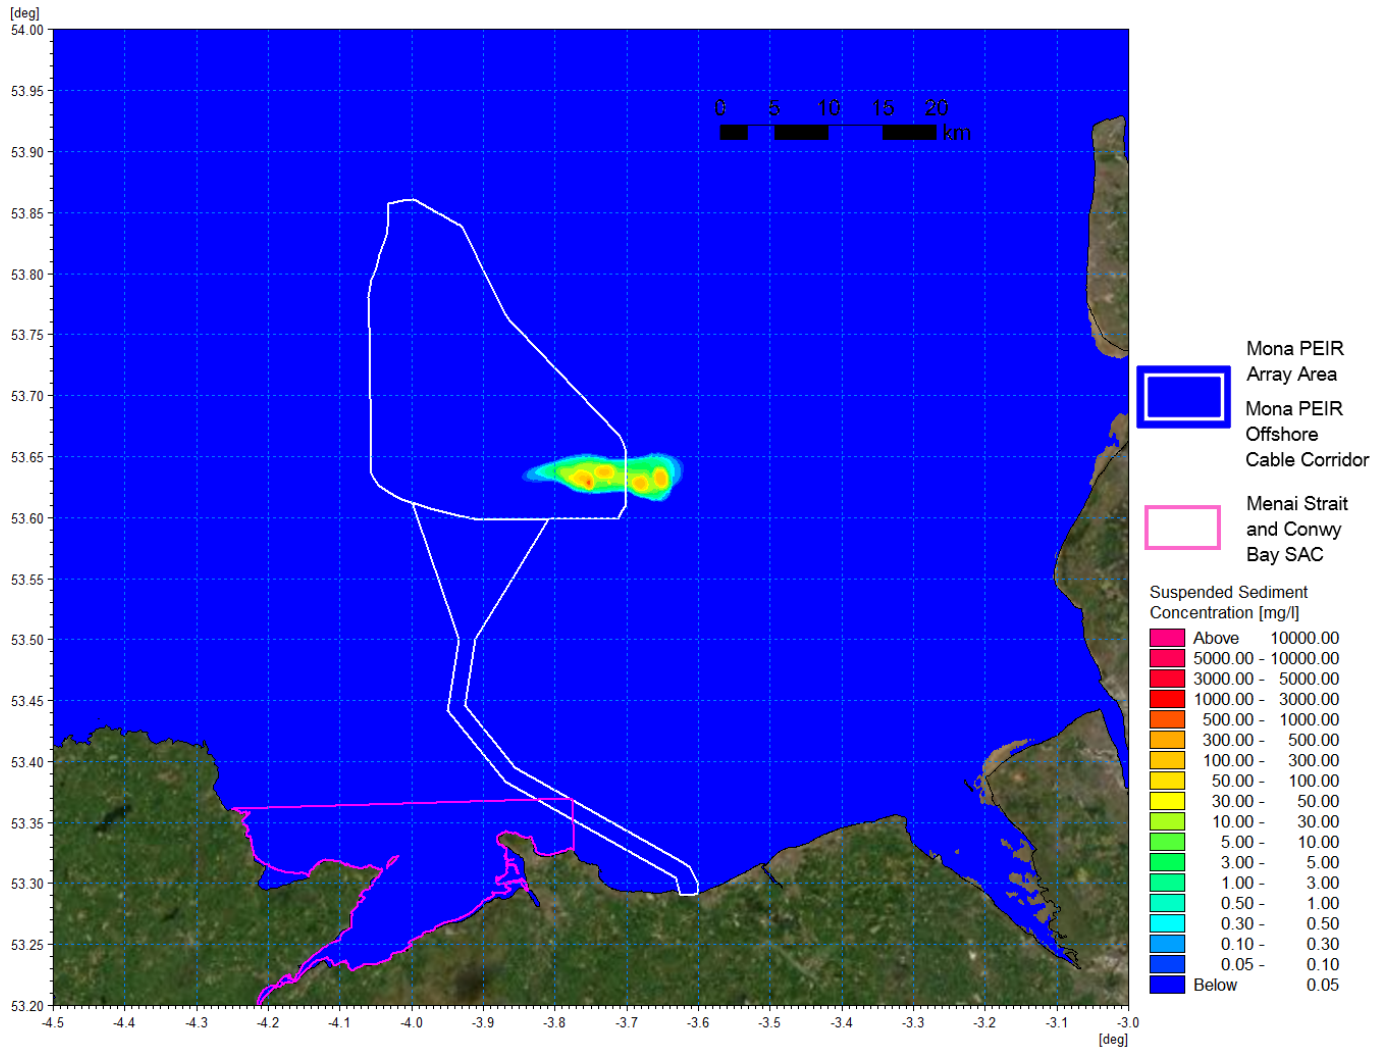 [deg]
54.00
53.95
53.90
53.85
53.80
53.75
53.70
53.65
53.60
53.55
53.50
53.45
53.40
53.35
53.30
53.25
53.20
-4.5 -4.4 -4.3 -4.2 -4.1 -4.0 -3.9 -3.8 -3.7 -3.6 -3.5 -3.4 -3.3 -3.2 -3.1 -3.0
[deg]
0 5 10 15 20
km
Mona PEIR
Array Area
Mona PEIR
Offshore
Cable Corridor
Menai Strait
and Conwy
Bay SAC
Suspended Sediment
Concentration [mg/l]
Above 10000.00
5000.00 - 10000.00
3000.00 - 5000.00
1000.00 - 3000.00
500.00 - 1000.00
300.00 - 500.00
100.00 - 300.00
50.00 - 100.00
30.00 - 50.00
10.00 - 30.00
5.00 - 10.00
3.00 - 5.00
1.00 - 3.00
0.50 - 1.00
0.30 - 0.50
0.10 - 0.30
0.05 - 0.10
Below 0.05